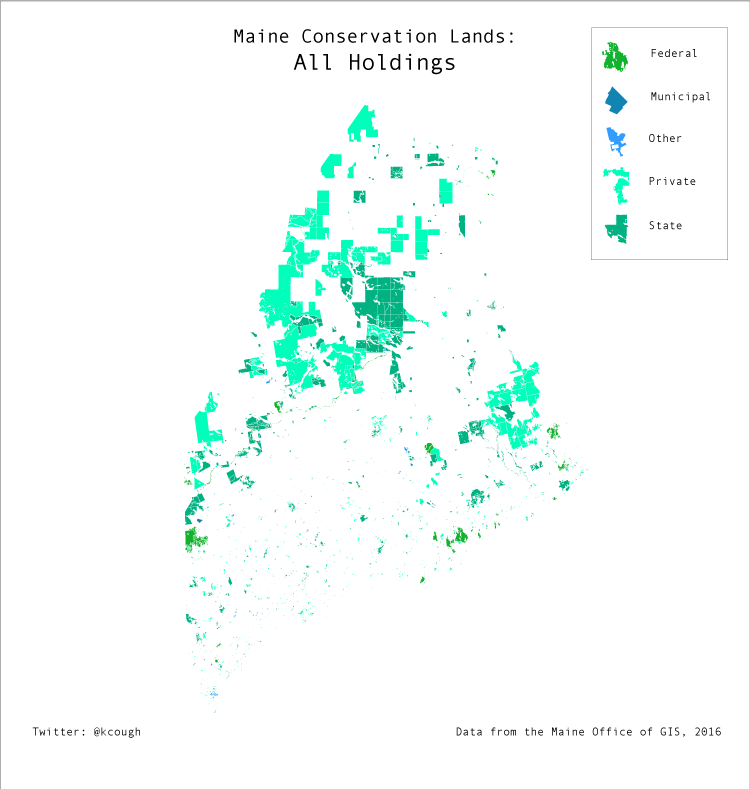 Maine Conservation Lands:
All Holdings
Federal
Municipal
Other
Private
State
Twitter: @kcough
Data from the Maine Office of GIS, 2016